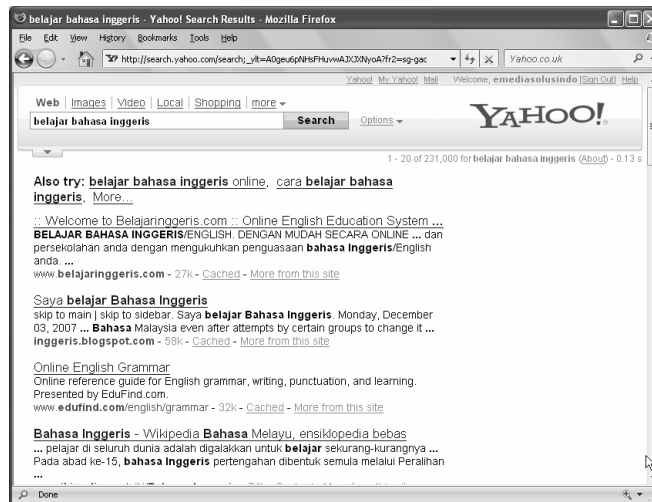 belajar bahasa inggeris - Yahoo! Search Results - Mozilla Firefox
File Edit View History Bookmarks Tools Help
http://search.yahoo.com/search;_ylt=A0geu6pNHsFHuvwAJXJXNyoA?fr2=sg-gac Yahoo.co.uk
Yahoo! My Yahoo! Mail Welcome, emediasolusindo [Sign Out] Help
Web | Images | Video | Local | Shopping | more
belajar bahasa inggeris Search Options YAHOO!
1 - 20 of 231,000 for belajar bahasa inggeris (About) - 0.13 s
Also try: belajar bahasa inggeris online, cara belajar bahasa
inggeris, More...
:: Welcome to Belajaringgeris.com :: Online English Education System ...
BELAJAR BAHASA INGGERIS/ENGLISH. DENGAN MUDAH SECARA ONLINE ... dan
persekolahan anda dengan mengukuhkan penguasaan bahasa Inggeris/English
anda. ...
www.belajaringgeris.com - 27k - Cached - More from this site
Saya belajar Bahasa Inggeris
skip to main | skip to sidebar. Saya belajar Bahasa Inggeris. Monday, December
03, 2007 ... Bahasa Malaysia even after attempts by certain groups to change it ...
inggeris.blogspot.com - 58k - Cached - More from this site
Online English Grammar
Online reference guide for English grammar, writing, punctuation, and learning.
Presented by EduFind.com.
www.edufind.com/english/grammar - 32k - Cached - More from this site
Bahasa Inggeris - Wikipedia Bahasa Melayu, ensiklopedia bebas
... pelajar di seluruh dunia adalah digalakkan untuk belajar sekurang-kurangnya ...
Pada abad ke-15, bahasa Inggeris pertengahan dibentuk semula melalui Peralihan
...
Done